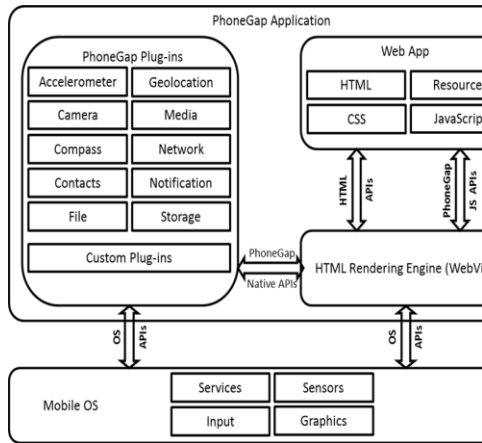 PhoneGap Application
PhoneGap Plug-ins
Accelerometer
Geolocation
Camera
Media
Compass
Network
Contacts
Notification
File
Storage
Custom Plug-ins
Web App
HTML
Resource
CSS
JavaScrip
HTML
APIs
PhoneGap
JS APIs
PhoneGap
Native APIs
HTML Rendering Engine (WebVi
OS
APIs
OS
APIs
Mobile OS
Services
Sensors
Input
Graphics